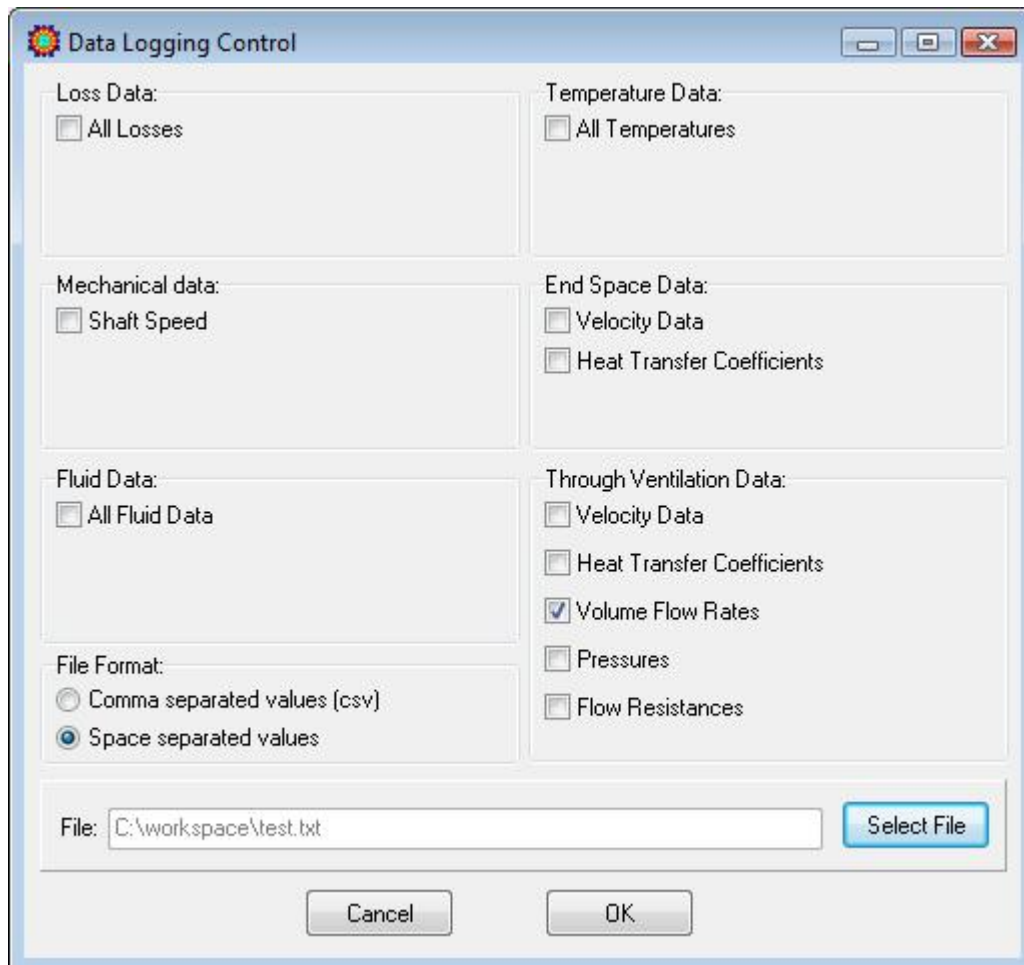 Data Logging Control
Loss Data:
All Losses
Temperature Data:
All Temperatures
Mechanical data:
Shaft Speed
End Space Data:
Velocity Data
Heat Transfer Coefficients
Fluid Data:
All Fluid Data
Through Ventilation Data:
Velocity Data
Heat Transfer Coefficients
Volume Flow Rates
Pressures
Flow Resistances
File Format:
Comma separated values (csv)
Space separated values
File: C:\workspace\test.txt
Select File
Cancel
OK